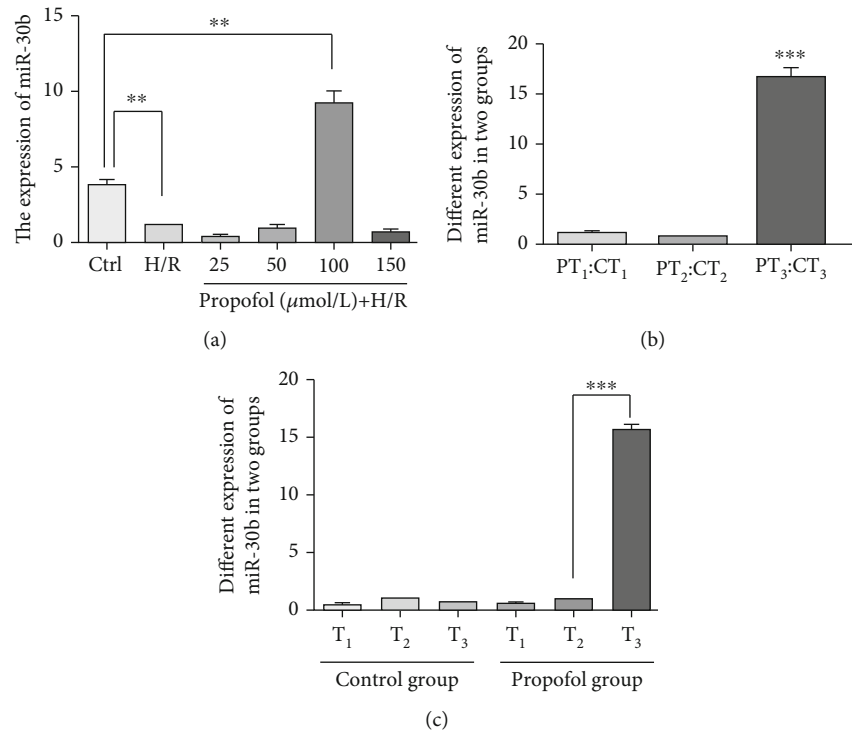 The expression of miR-30b
15
10
5
0
**
**
Ctrl H/R 25 50 100 150
Propofol (μmol/L)+H/R
(a)
Different expression of
miR-30b in two groups
20
15
10
5
0
***
PT₁:CT₁ PT₂:CT₂ PT₃:CT₃
(b)
Different expression of
miR-30b in two groups
20
15
10
5
0
***
T₁ T₂ T₃ T₁ T₂ T₃
Control group Propofol group
(c)